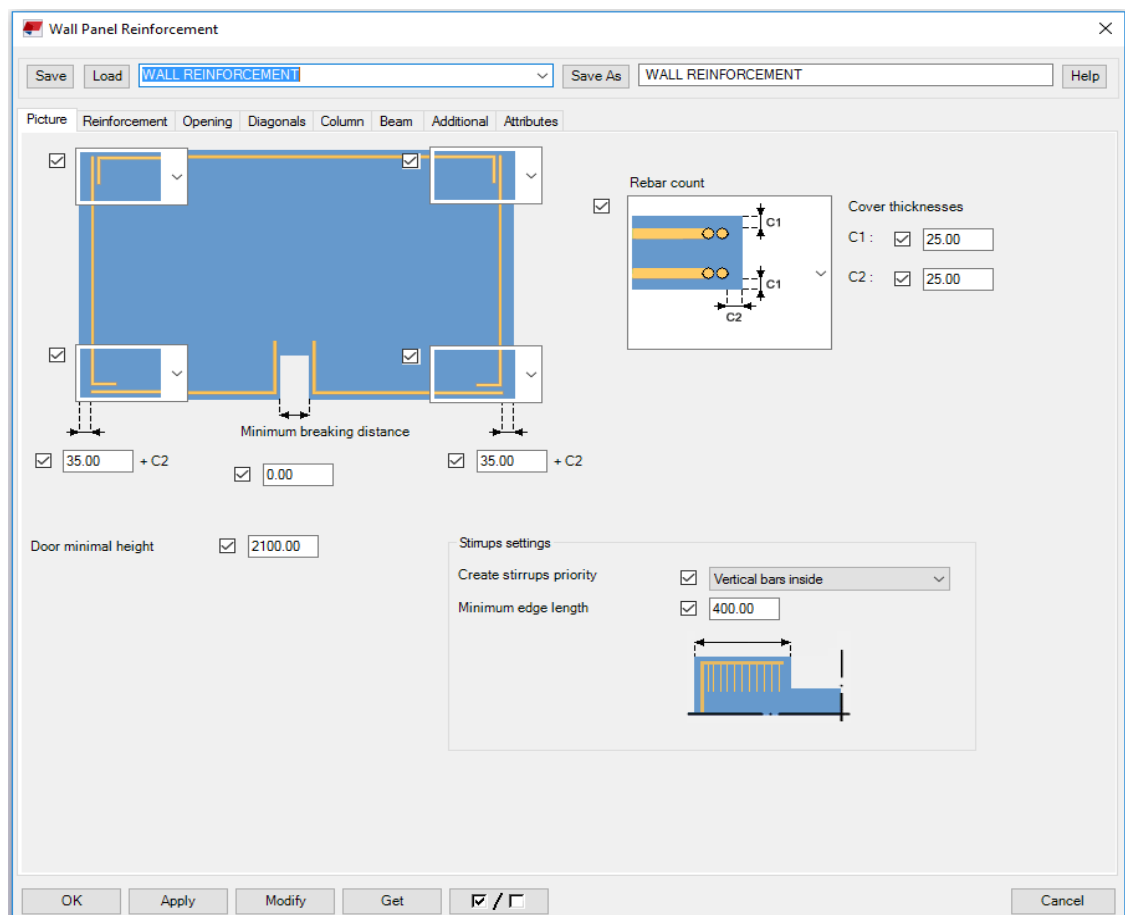 Wall Panel Reinforcement
Save Load WALL REINFORCEMENT Save As WALL REINFORCEMENT Help
Picture Reinforcement Opening Diagonals Column Beam Additional Attributes
Rebar count
C1
C1
C2
Cover thicknesses
C1 : 25.00
C2 : 25.00
Minimum breaking distance
35.00 + C2
0.00
35.00 + C2
Door minimal height 2100.00
Stirrups settings
Create stirrups priority Vertical bars inside
Minimum edge length 400.00
OK Apply Modify Get / Cancel